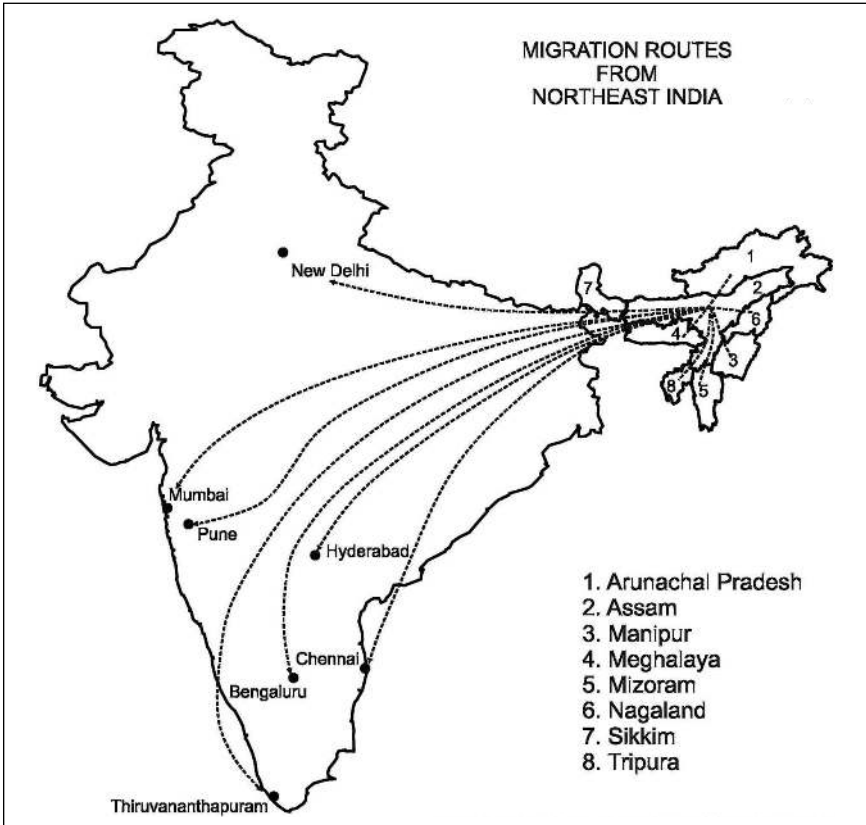 MIGRATION ROUTES
FROM
NORTHEAST INDIA
New Delhi
1
2
7
6
4
3
8
5
Mumbai
Pune
Hyderabad
Chennai
Bengaluru
Thiruvananthapuram
1. Arunachal Pradesh
2. Assam
3. Manipur
4. Meghalaya
5. Mizoram
6. Nagaland
7. Sikkim
8. Tripura